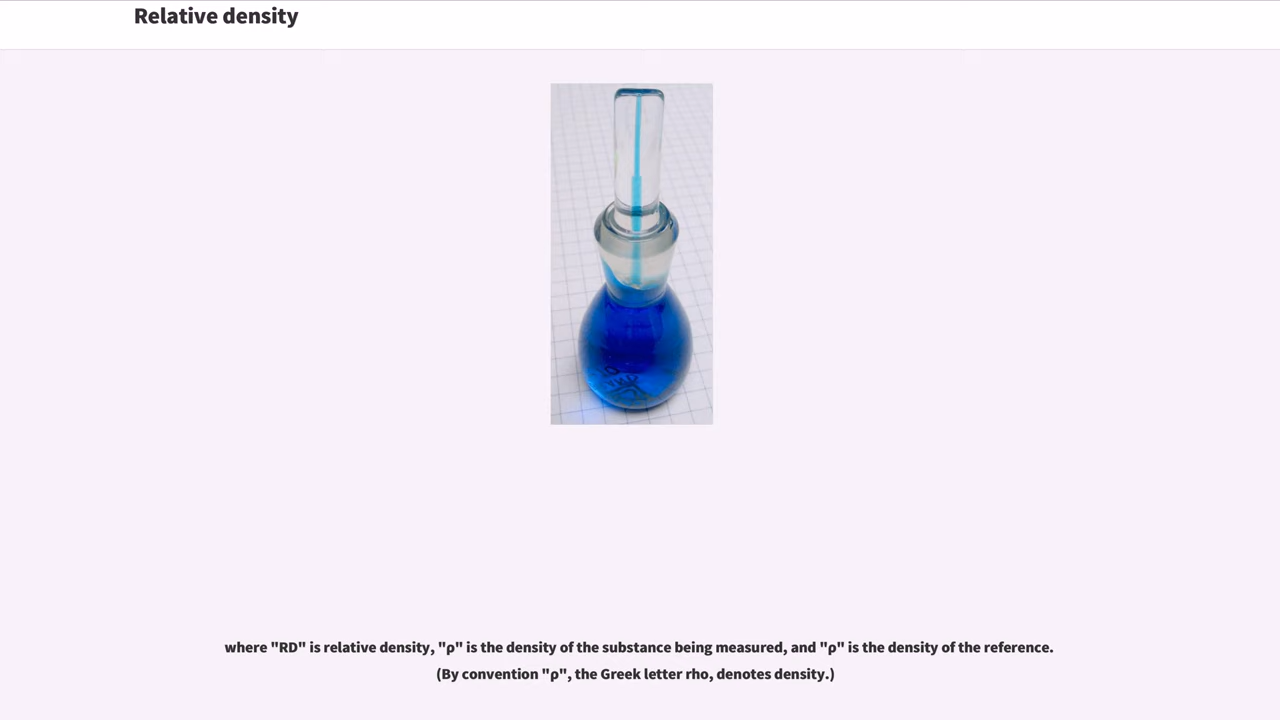 Relative density
where "RD" is relative density, "ρ" is the density of the substance being measured, and "ρ" is the density of the reference.
(By convention "ρ", the Greek letter rho, denotes density.)